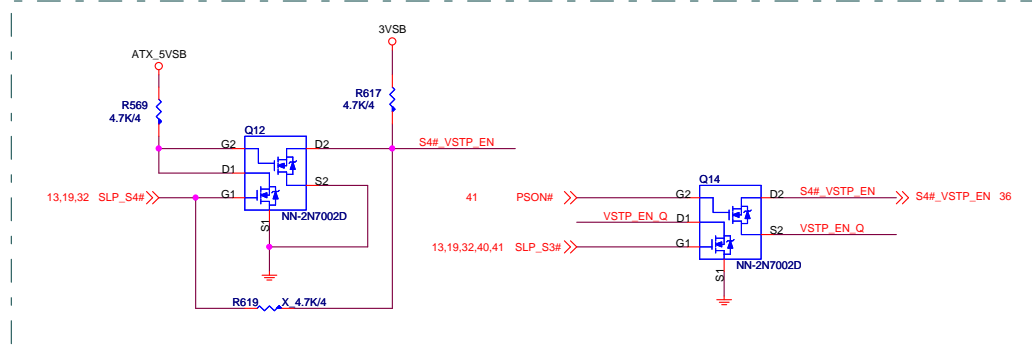 3VSB
ATX_5VSB
R569
4.7K/4
R617
4.7K/4
Q12
G2
D2
S4#_VSTP_EN
D1
S2
13,19,32 SLP_S4#
G1
NN-2N7002D
S1
R619
X_4.7K/4
Q14
41 PSON#
G2
D2
S4#_VSTP_EN
S4#_VSTP_EN 36
VSTP_EN_Q
D1
S2
VSTP_EN_Q
13,19,32,40,41 SLP_S3#
G1
NN-2N7002D
S1